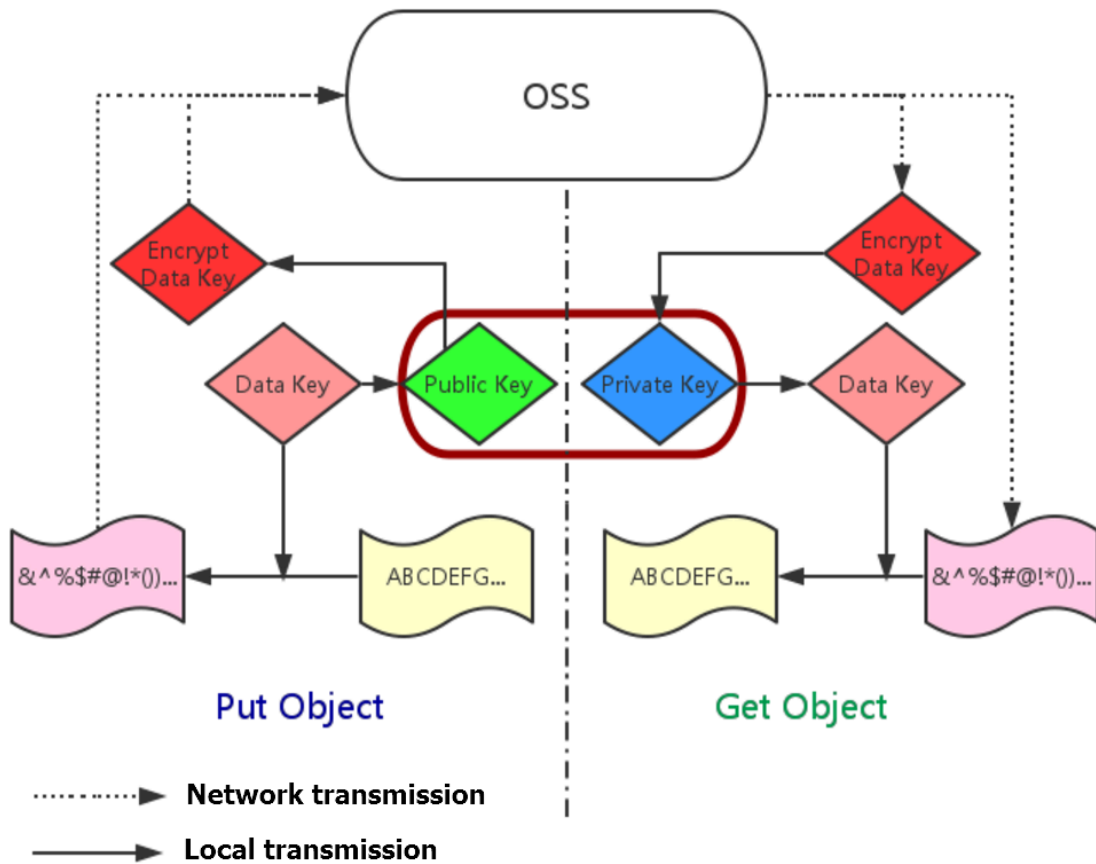 OSS
Encrypt
Data Key
Encrypt
Data Key
Data Key
Public Key
Private Key
Data Key
&^%$#@!*())...
ABCDEFG...
ABCDEFG...
&^%$#@!*())...
Put Object
Get Object
Network transmission
Local transmission